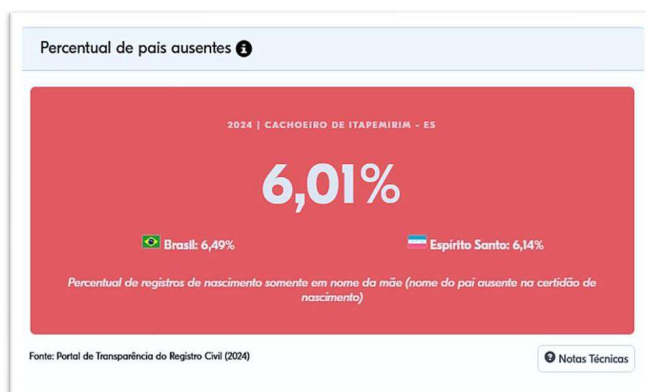 Percentual de pais ausentes
2024 | CACHOEIRO DE ITAPEMIRIM - ES
6,01%
Brasil: 6,49%
Espírito Santo: 6,14%
Percentual de registros de nascimento somente em nome da mãe (nome do pai ausente na certidão de
nascimento)
Fonte: Portal de Transparência do Registro Civil (2024)
Notas Técnicas